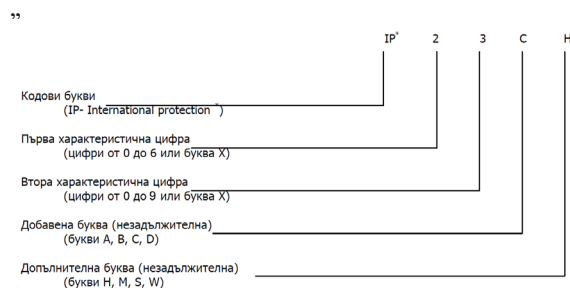 ”
IP* 2 3 C H
Кодови букви
(IP- International protection *)
Първа характеристична цифра
(цифри от 0 до 6 или буква X)
Втора характеристична цифра
(цифри от 0 до 9 или буква X)
Добавена буква (незадължителна)
(букви A, B, C, D)
Допълнителна буква (незадължителна)
(букви H, M, S, W)